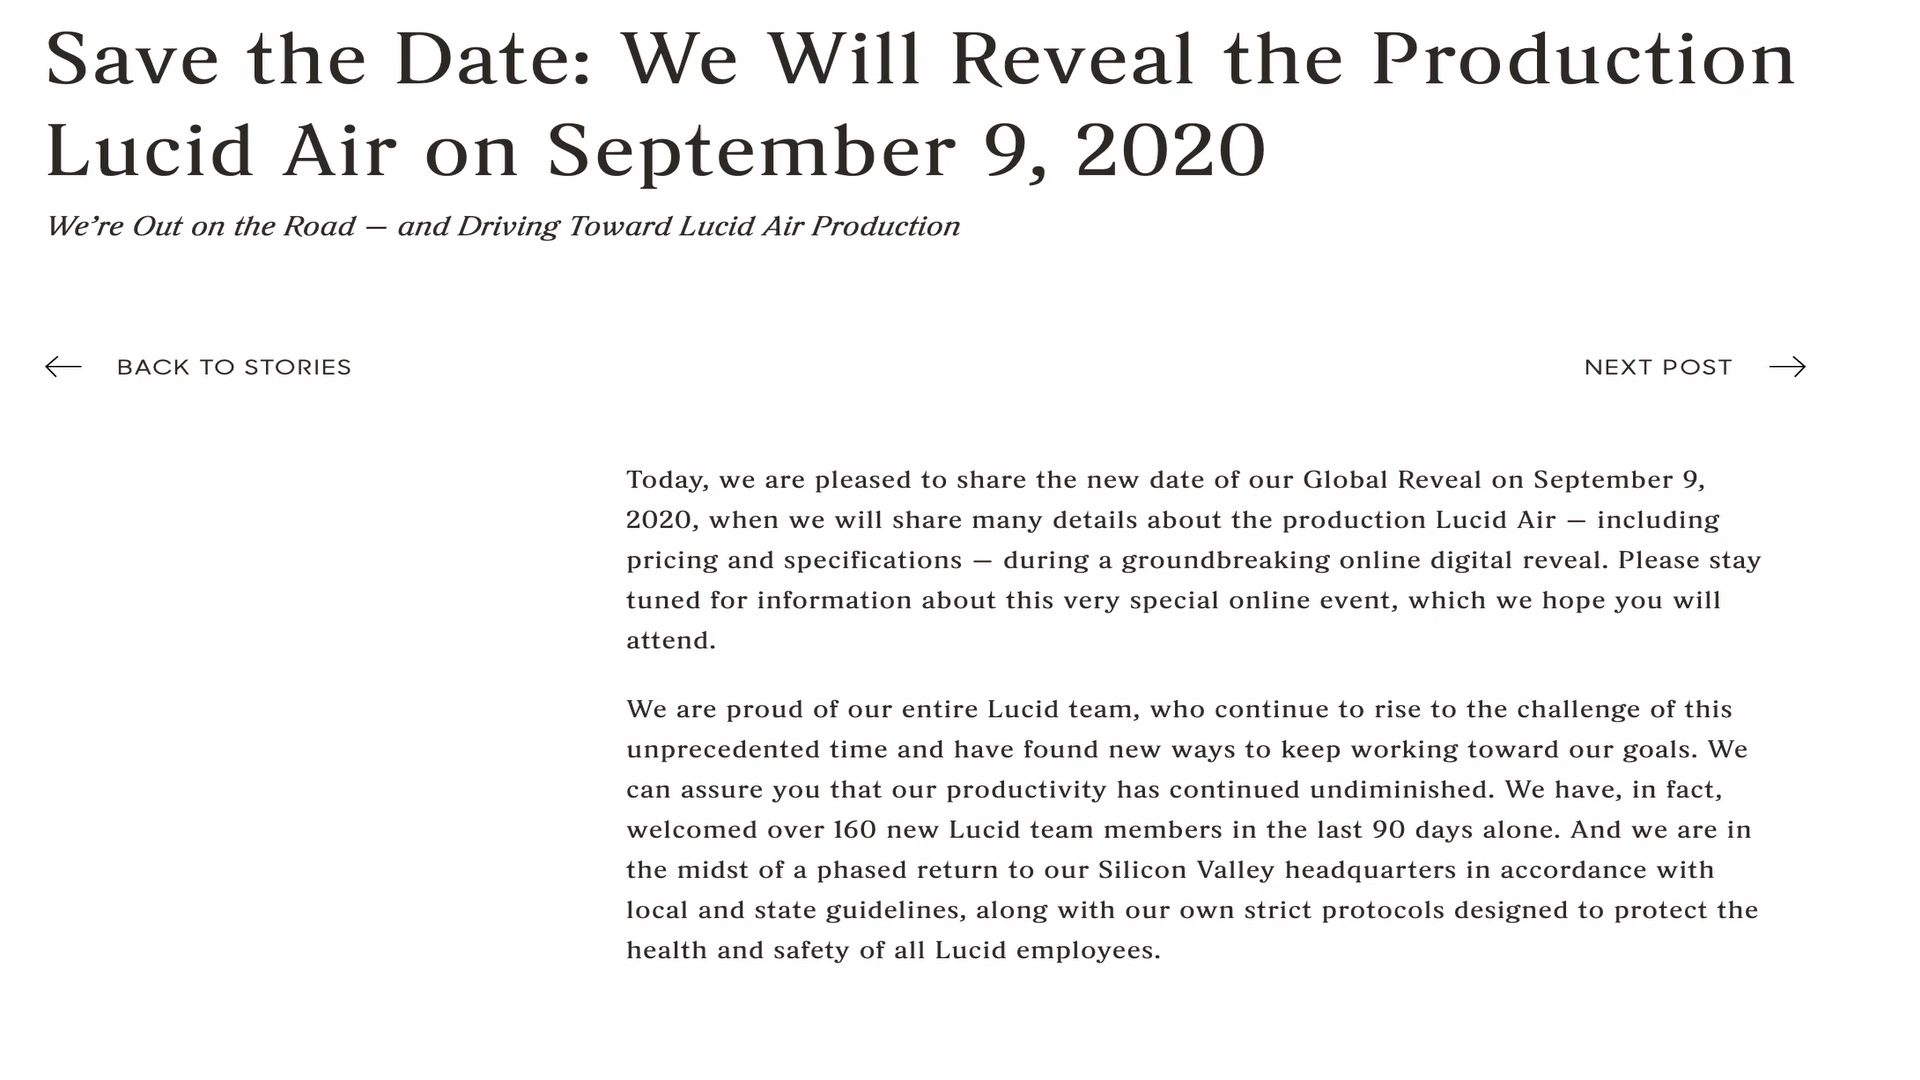 Save the Date: We Will Reveal the Production
Lucid Air on September 9, 2020
We’re Out on the Road — and Driving Toward Lucid Air Production
BACK TO STORIES
NEXT POST
Today, we are pleased to share the new date of our Global Reveal on September 9,
2020, when we will share many details about the production Lucid Air — including
pricing and specifications — during a groundbreaking online digital reveal. Please stay
tuned for information about this very special online event, which we hope you will
attend.
We are proud of our entire Lucid team, who continue to rise to the challenge of this
unprecedented time and have found new ways to keep working toward our goals. We
can assure you that our productivity has continued undiminished. We have, in fact,
welcomed over 160 new Lucid team members in the last 90 days alone. And we are in
the midst of a phased return to our Silicon Valley headquarters in accordance with
local and state guidelines, along with our own strict protocols designed to protect the
health and safety of all Lucid employees.